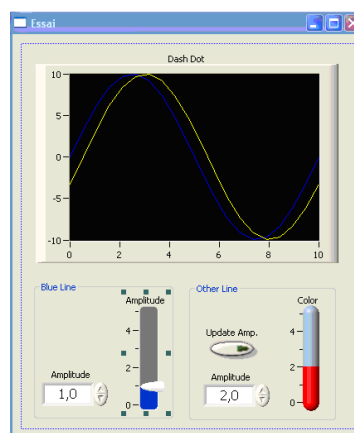 Essai
Dash Dot
10
5
0
-5
-10
0 2 4 6 8 10
Blue Line
Amplitude
4
2
0
Amplitude
1,0
Other Line
Color
Update Amp.
4
2
0
Amplitude
2,0